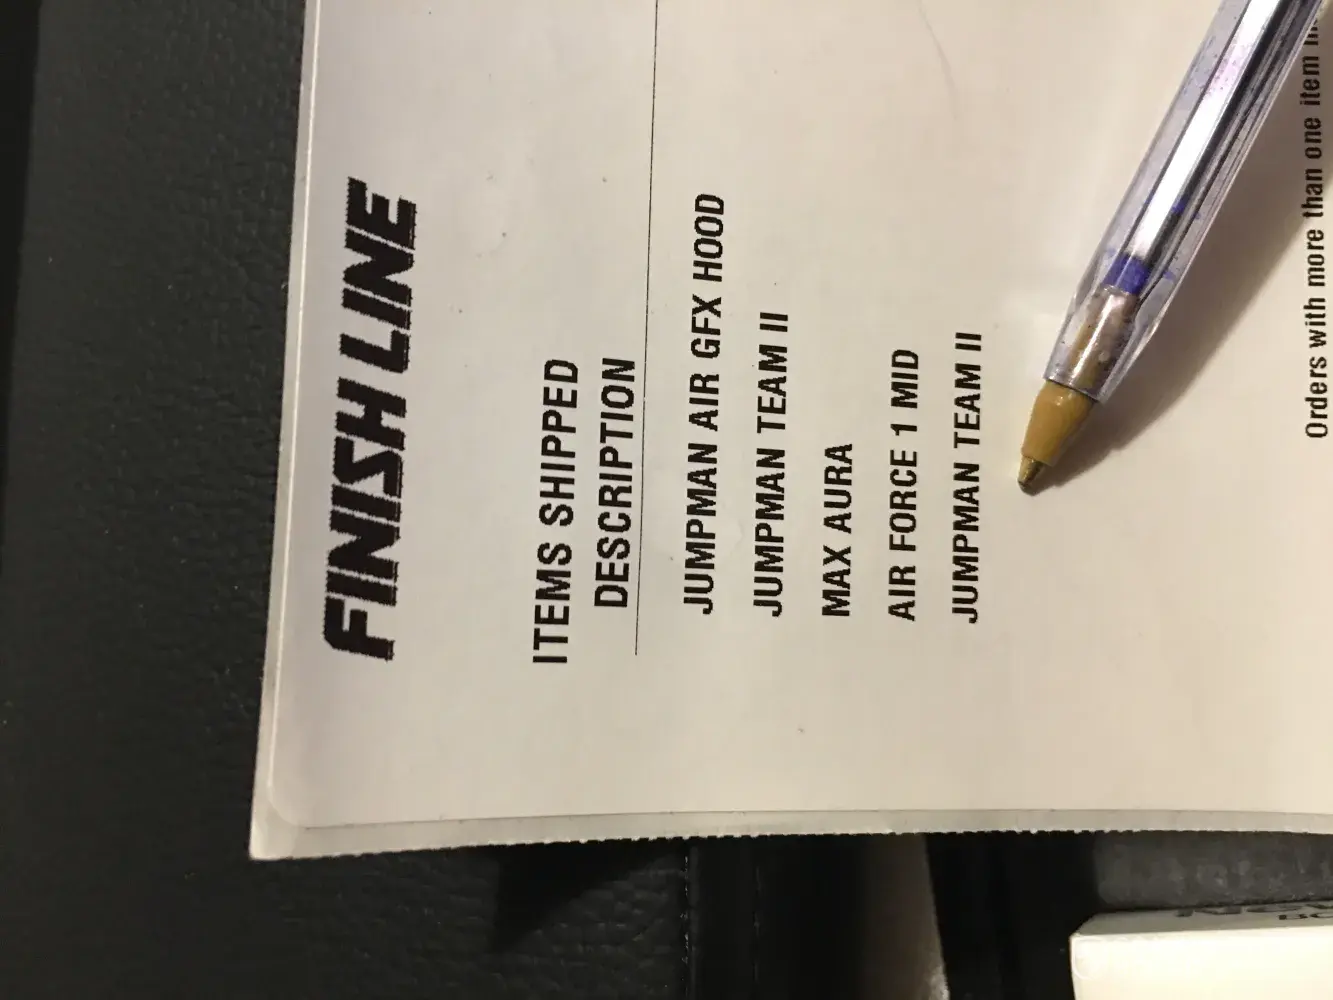 FINISH LINE
ITEMS SHIPPED
DESCRIPTION
JUMPMAN AIR GFX HOOD
JUMPMAN TEAM II
MAX AURA
AIR FORCE 1 MID
JUMPMAN TEAM II
Orders with more than one item